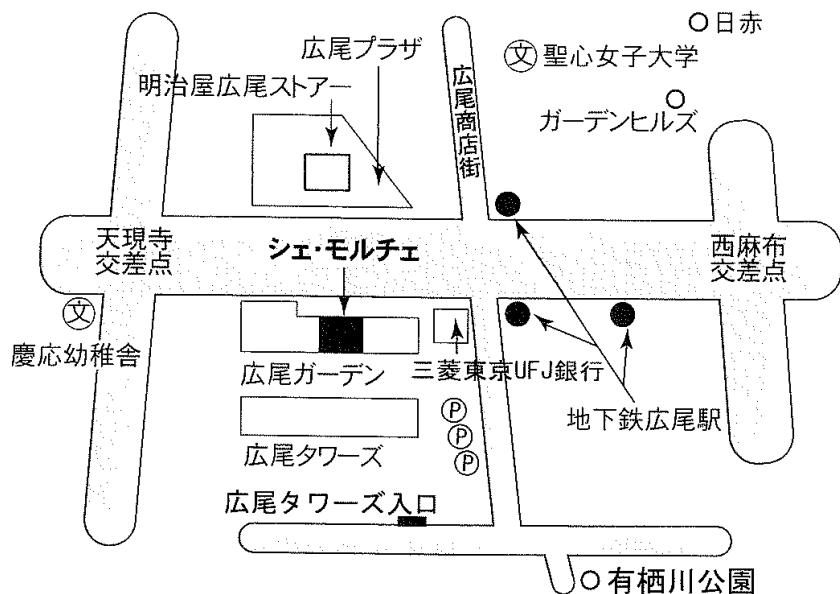 日赤
広尾プラザ
文 聖心女子大学
明治屋広尾ストアー
広尾商店街
ガーデンヒルズ
天現寺
交差点
シェ・モルチェ
西麻布
交差点
文
慶応幼稚舎
広尾ガーデン
三菱東京UFJ銀行
地下鉄広尾駅
P
P
P
広尾タワーズ
広尾タワーズ入口
有栖川公園